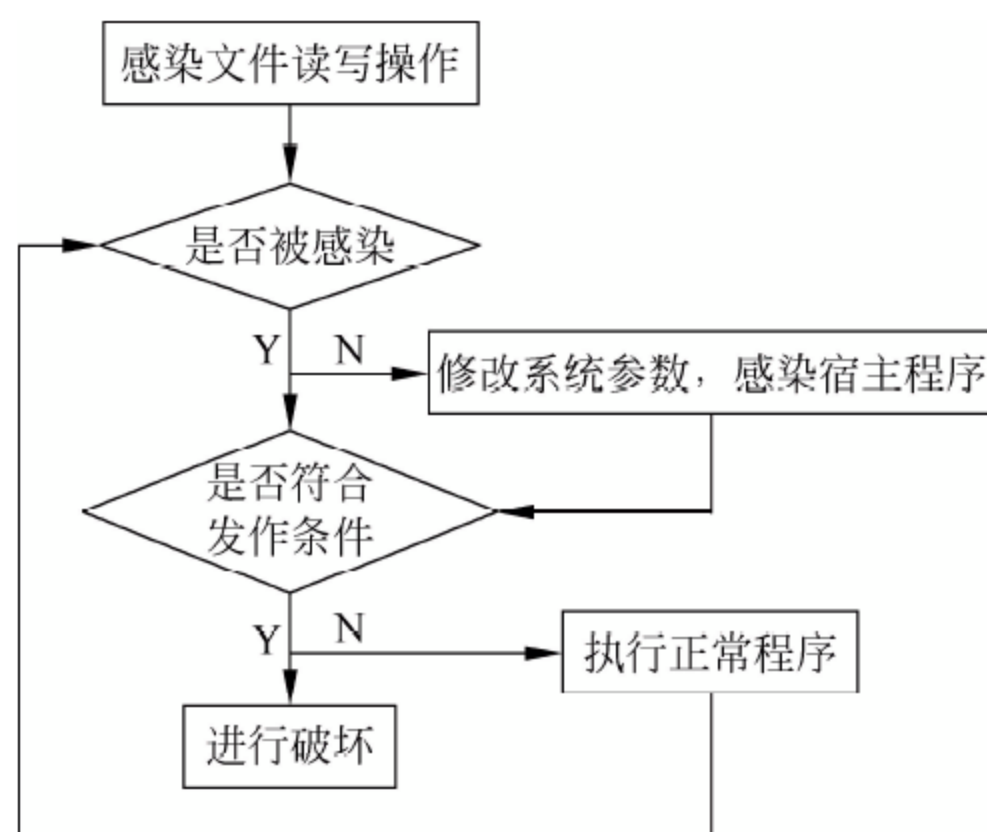 感染文件读写操作
是否被感染
Y
N
修改系统参数，感染宿主程序
是否符合
发作条件
Y
N
执行正常程序
进行破坏